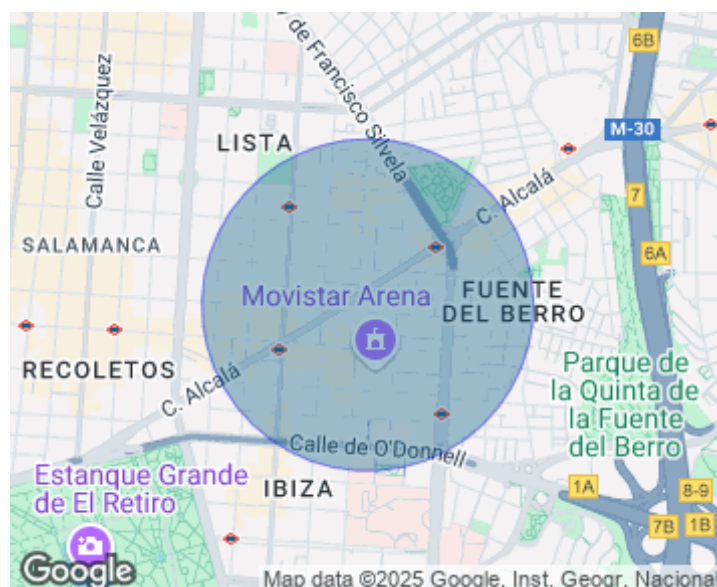 de Francisco Silvela
6B
M-30
Calle Velázquez
LISTA
C. Alcalá
7
SALAMANCA
6A
Movistar Arena
FUENTE
DEL BERRO
RECOLETOS
C. Alcalá
Parque de
la Quinta de
la Fuente
del Berro
Calle de O'Donnell
Estanque Grande
de El Retiro
IBIZA
1A
8-9
7B
1B
Google
Map data ©2025 Google, Inst. Geogr. Nacional